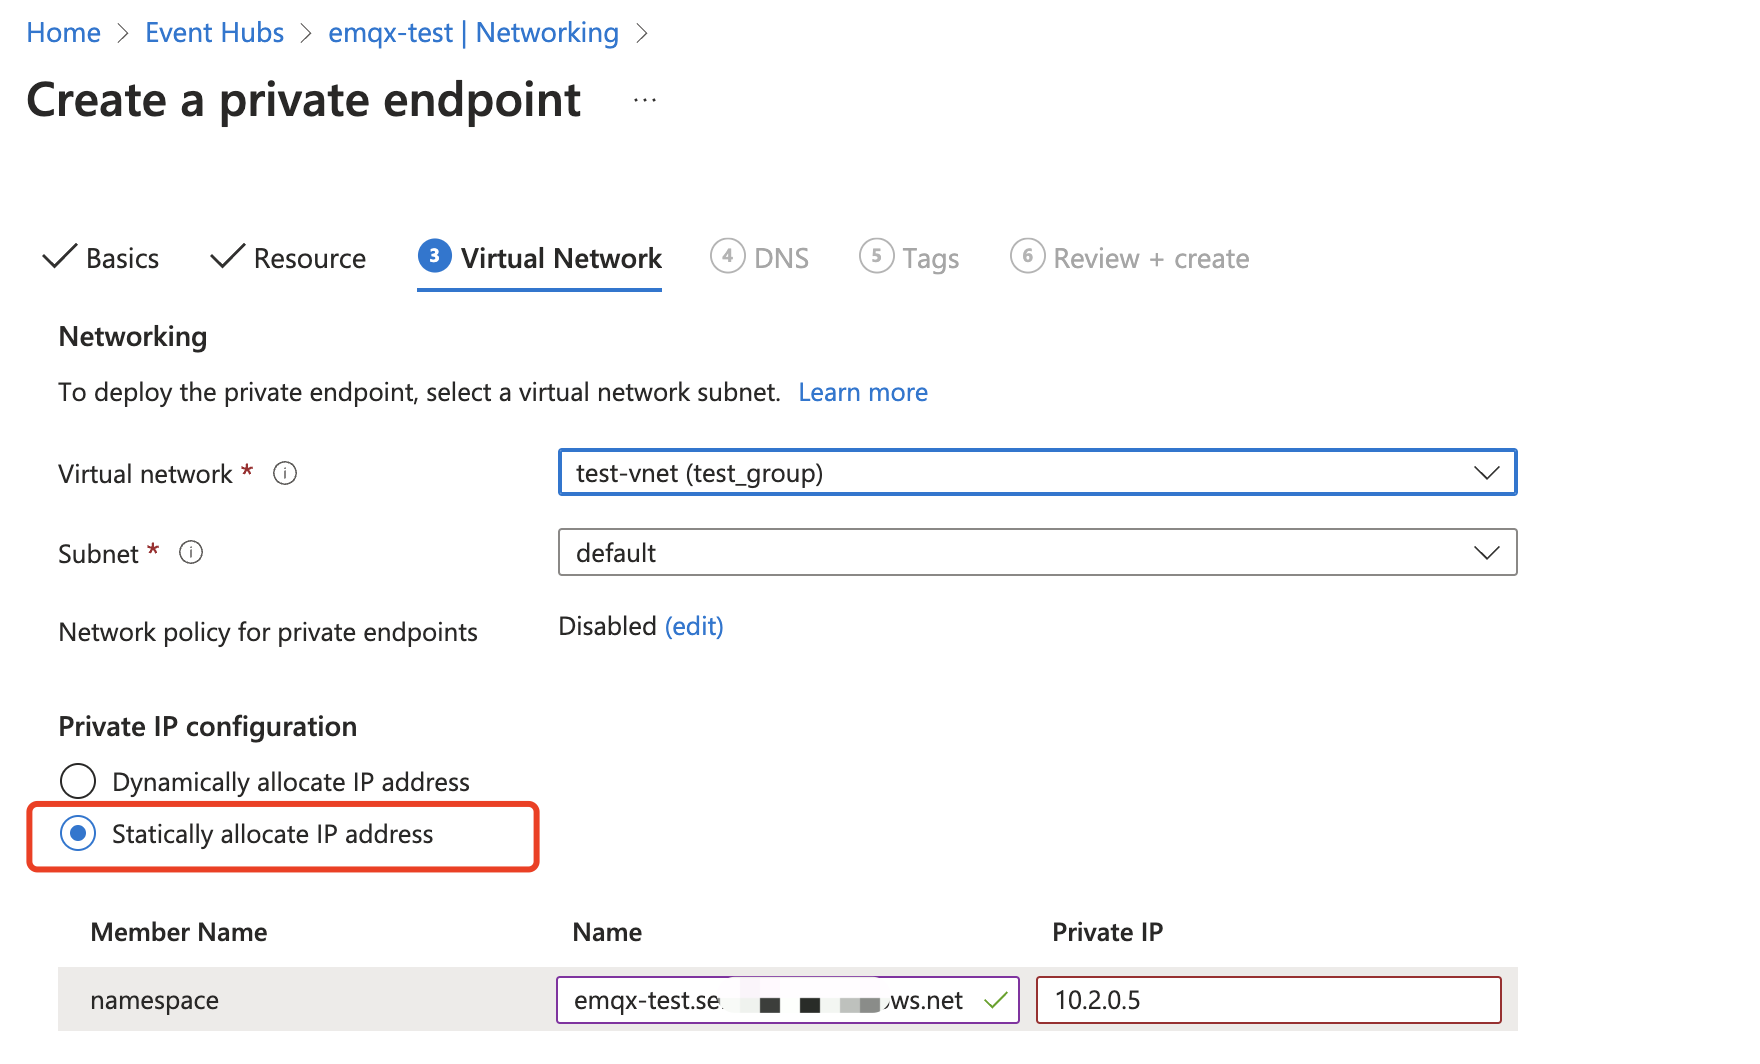 Home > Event Hubs > emqx-test | Networking >
Create a private endpoint ...
Basics Resource 3 Virtual Network 4 DNS 5 Tags 6 Review + create
Networking
To deploy the private endpoint, select a virtual network subnet. Learn more
Virtual network * test-vnet (test_group)
Subnet * default
Network policy for private endpoints Disabled (edit)
Private IP configuration
Dynamically allocate IP address
Statically allocate IP address
Member Name Name Private IP
namespace emqx-test.se ws.net 10.2.0.5